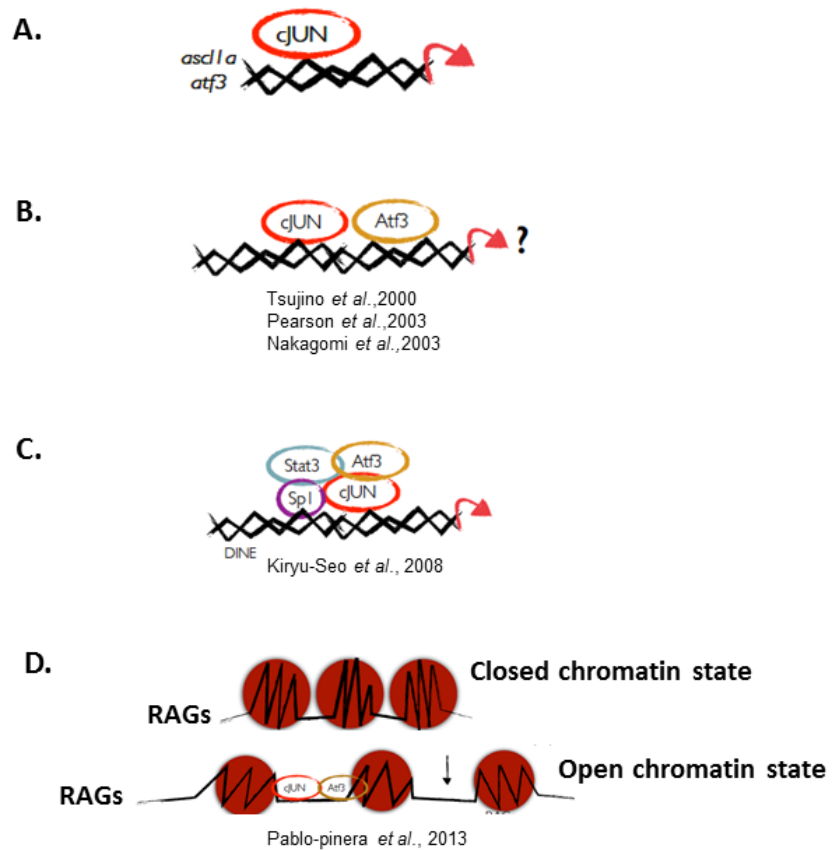 A.
cJUN
ascl1a
atf3
B.
cJUN Atf3
?
Tsujino et al.,2000
Pearson et al.,2003
Nakagomi et al.,2003
C.
Stat3 Atf3
Sp1 cJUN
DINE
Kiryu-Seo et al., 2008
D.
Closed chromatin state
RAGs
Open chromatin state
RAGs
cJUN Atf3
Pablo-pinera et al., 2013